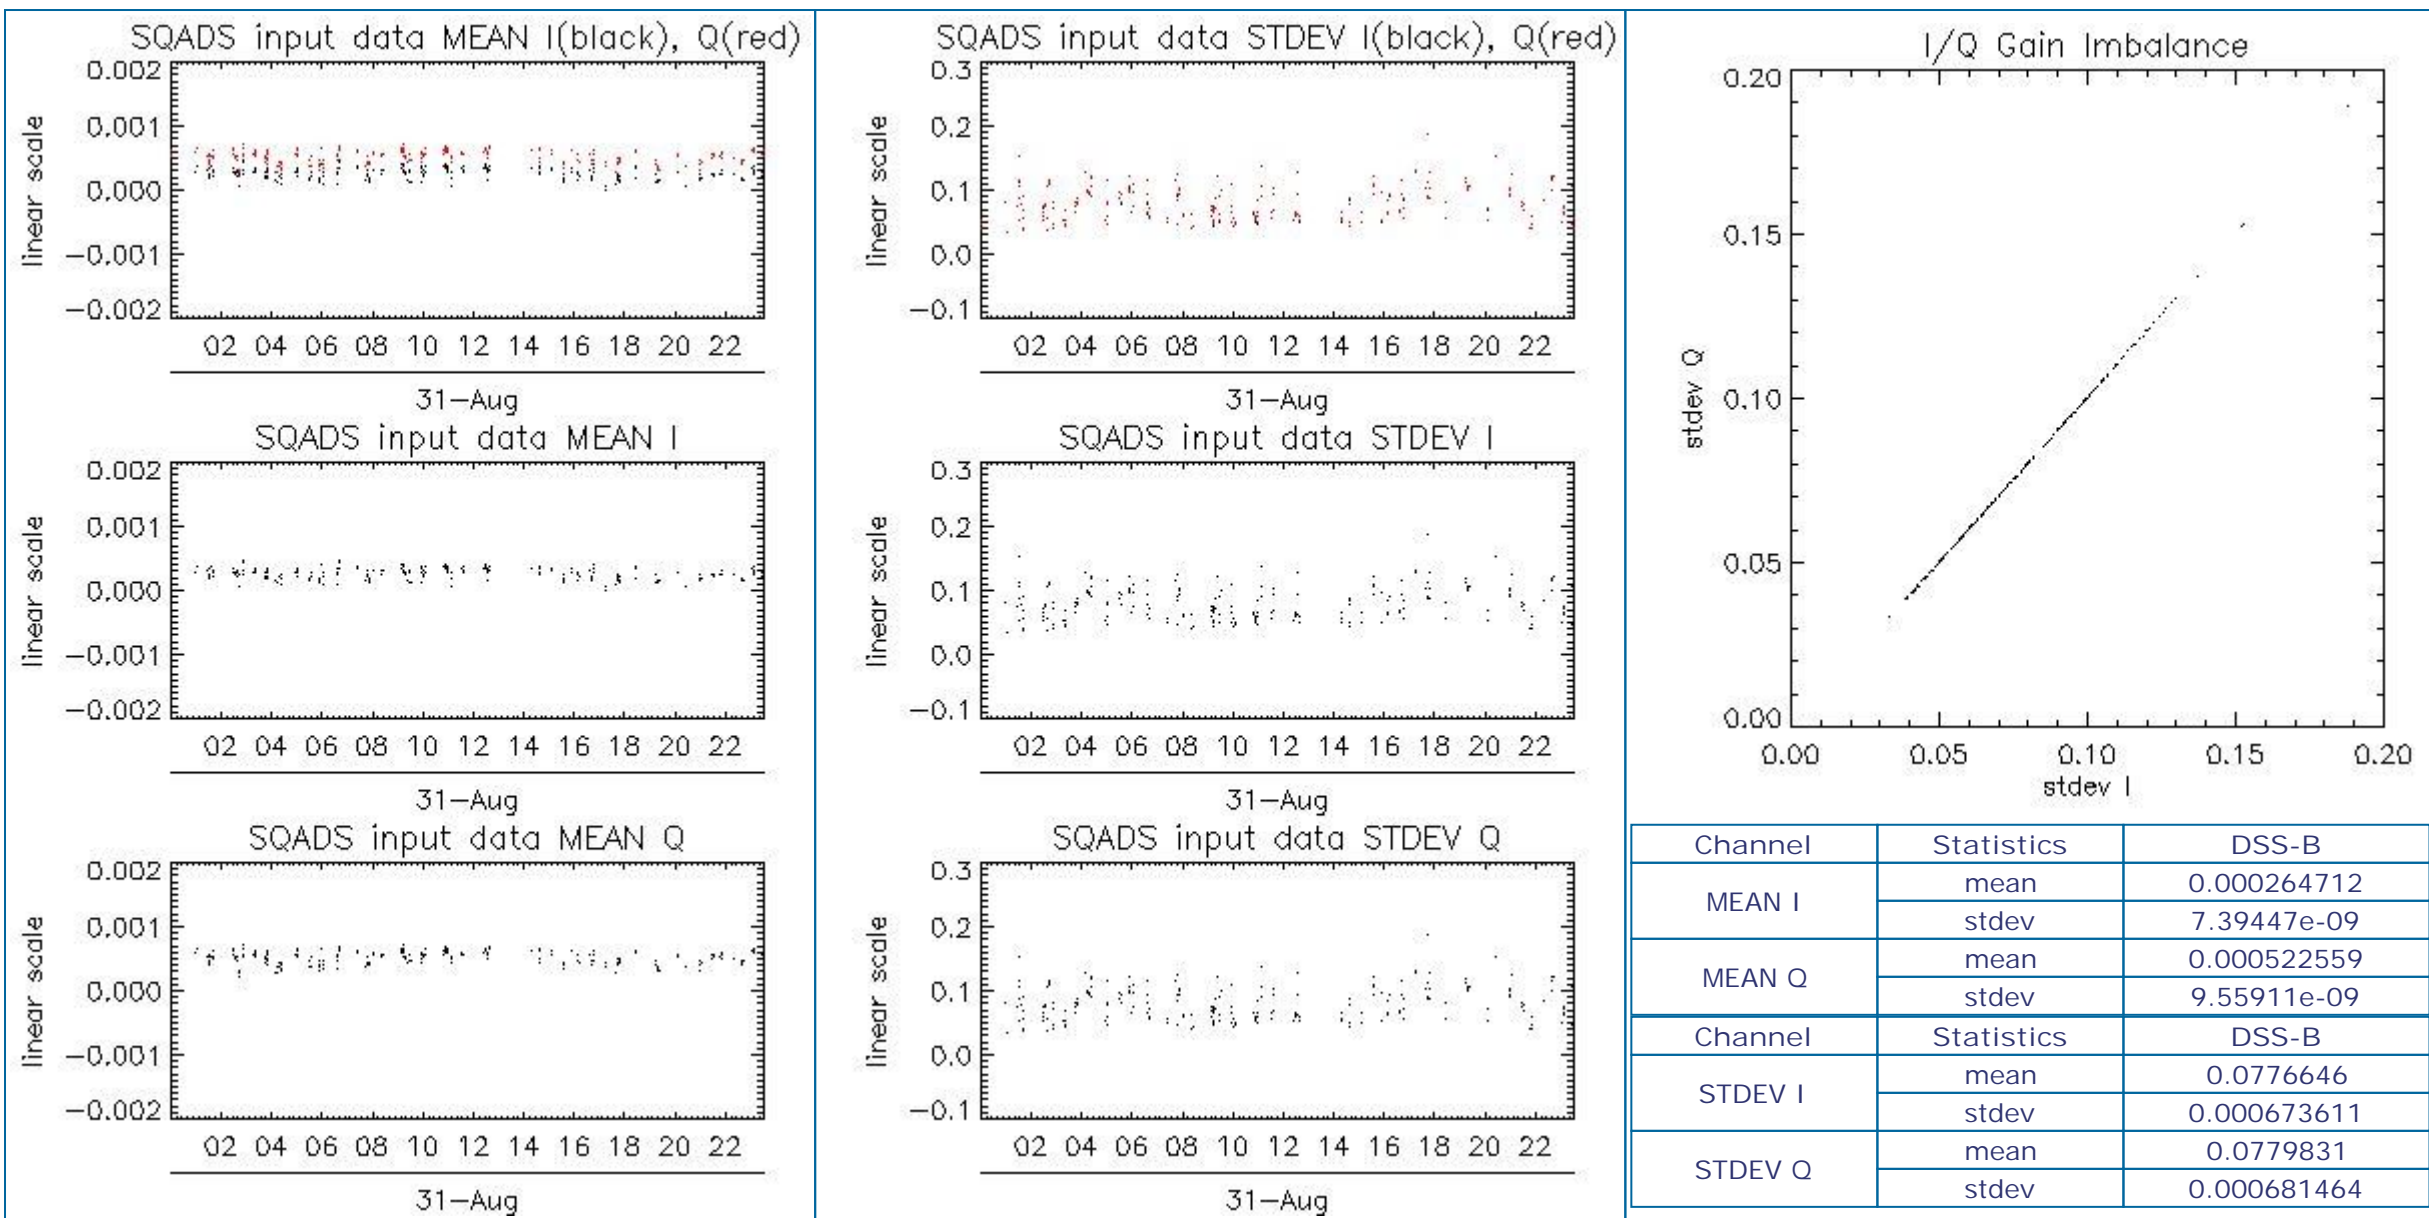 SQADS input data MEAN I(black), Q(red)
linear scale
0.002
0.001
0.000
−0.001
−0.002
02 04 06 08 10 12 14 16 18 20 22
31−Aug
SQADS input data MEAN I
linear scale
0.002
0.001
0.000
−0.001
−0.002
02 04 06 08 10 12 14 16 18 20 22
31−Aug
SQADS input data MEAN Q
linear scale
0.002
0.001
0.000
−0.001
−0.002
02 04 06 08 10 12 14 16 18 20 22
31−Aug
SQADS input data STDEV I(black), Q(red)
linear scale
0.3
0.2
0.1
0.0
−0.1
02 04 06 08 10 12 14 16 18 20 22
31−Aug
SQADS input data STDEV I
linear scale
0.3
0.2
0.1
0.0
−0.1
02 04 06 08 10 12 14 16 18 20 22
31−Aug
SQADS input data STDEV Q
linear scale
0.3
0.2
0.1
0.0
−0.1
02 04 06 08 10 12 14 16 18 20 22
31−Aug
I/Q Gain Imbalance
stdev Q
0.20
0.15
0.10
0.05
0.00
0.00 0.05 0.10 0.15 0.20
stdev I
Channel Statistics DSS-B
MEAN I mean 0.000264712
stdev 7.39447e-09
MEAN Q mean 0.000522559
stdev 9.55911e-09
Channel Statistics DSS-B
STDEV I mean 0.0776646
stdev 0.000673611
STDEV Q mean 0.0779831
stdev 0.000681464